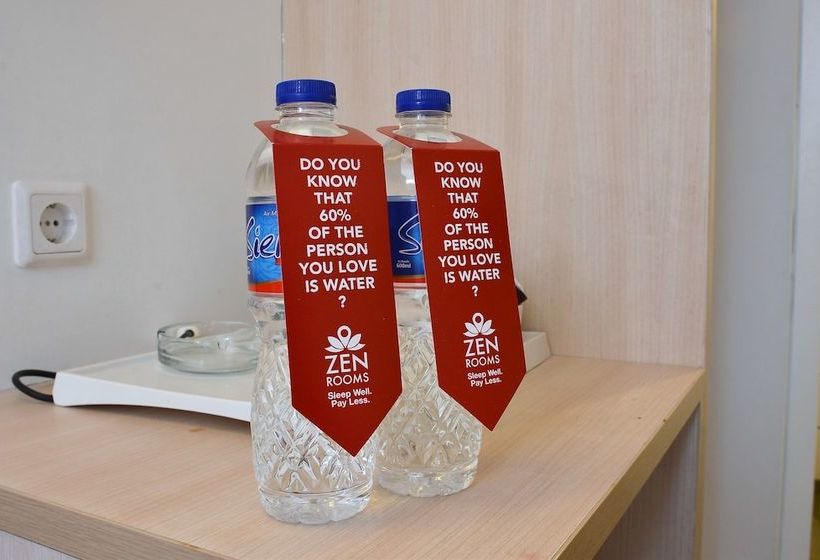 DO YOU
KNOW
THAT
60%
OF THE
PERSON
YOU LOVE
IS WATER
?
ZEN
ROOMS
Sleep Well.
Pay Less.
DO YOU
KNOW
THAT
60%
OF THE
PERSON
YOU LOVE
IS WATER
?
ZEN
ROOMS
Sleep Well.
Pay Less.
600ml